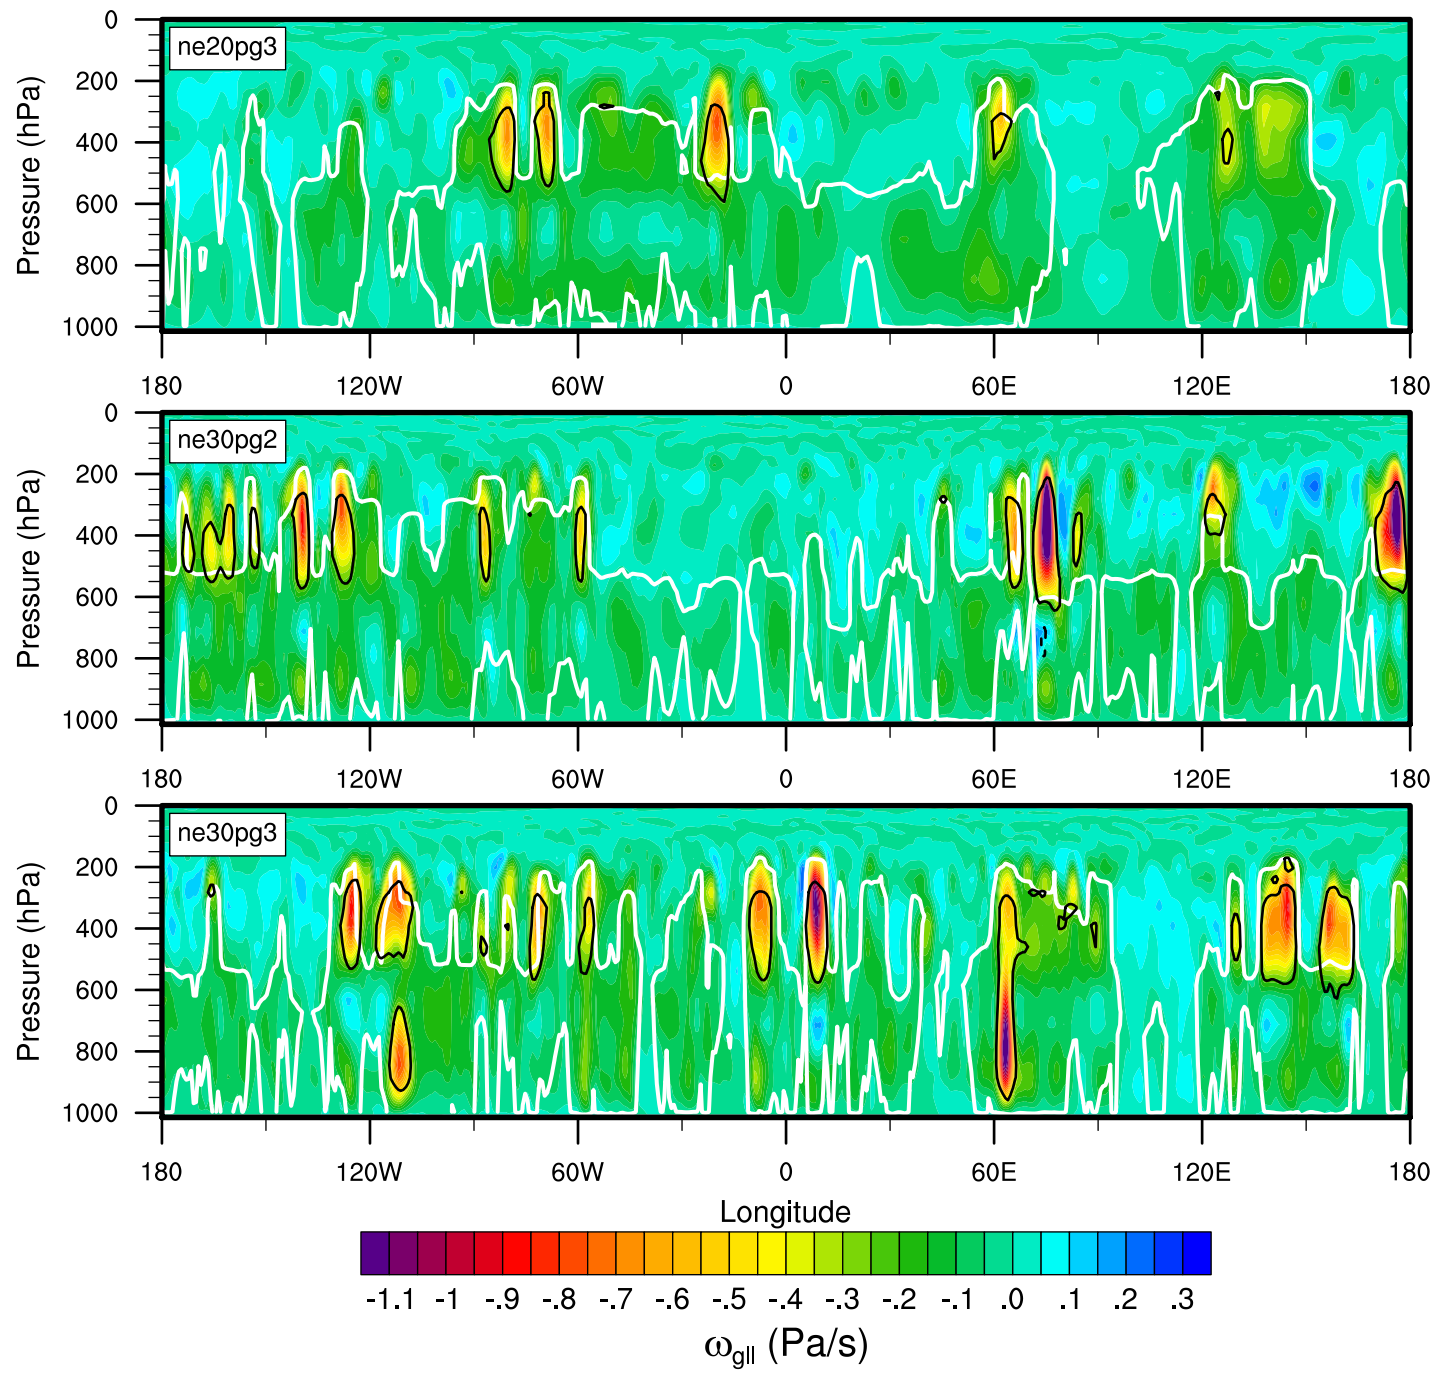 0
200
400
600
800
1000
Pressure (hPa)
ne20pg3
180 120W 60W 0 60E 120E 180
0
200
400
600
800
1000
Pressure (hPa)
ne30pg2
180 120W 60W 0 60E 120E 180
0
200
400
600
800
1000
Pressure (hPa)
ne30pg3
180 120W 60W 0 60E 120E 180
Longitude
-1.1 -1 -.9 -.8 -.7 -.6 -.5 -.4 -.3 -.2 -.1 .0 .1 .2 .3
ωgll (Pa/s)